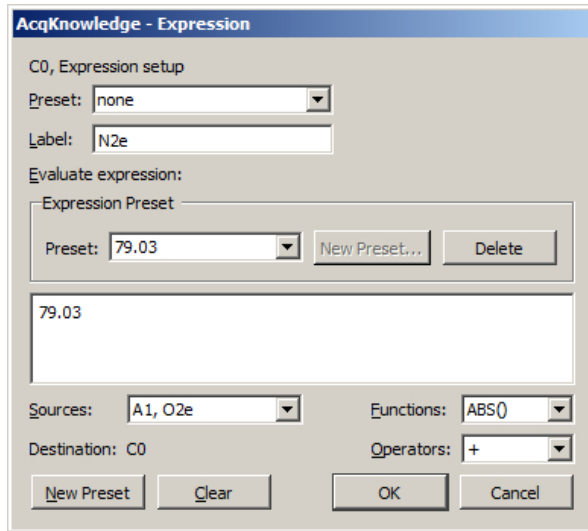 AcqKnowledge - Expression
C0, Expression setup
Preset: none
Label: N2e
Evaluate expression:
Expression Preset
Preset: 79.03 New Preset... Delete
79.03
Sources: A1, O2e Functions: ABS()
Destination: C0 Operators: +
New Preset Clear OK Cancel